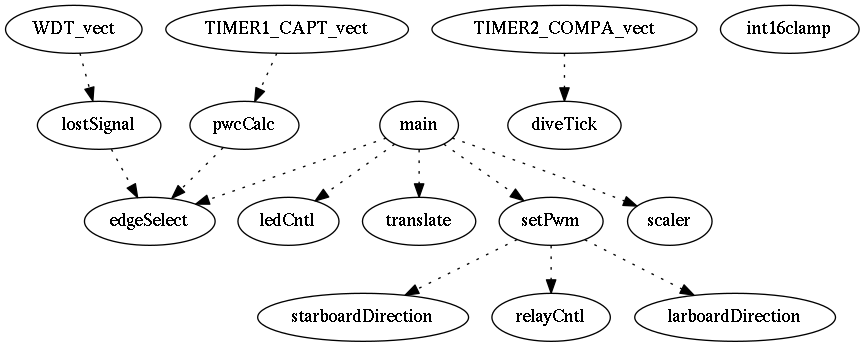 WDT_vect
TIMER1_CAPT_vect
TIMER2_COMPA_vect
int16clamp
lostSignal
pwcCalc
main
diveTick
edgeSelect
ledCntl
translate
setPwm
scaler
starboardDirection
relayCntl
larboardDirection